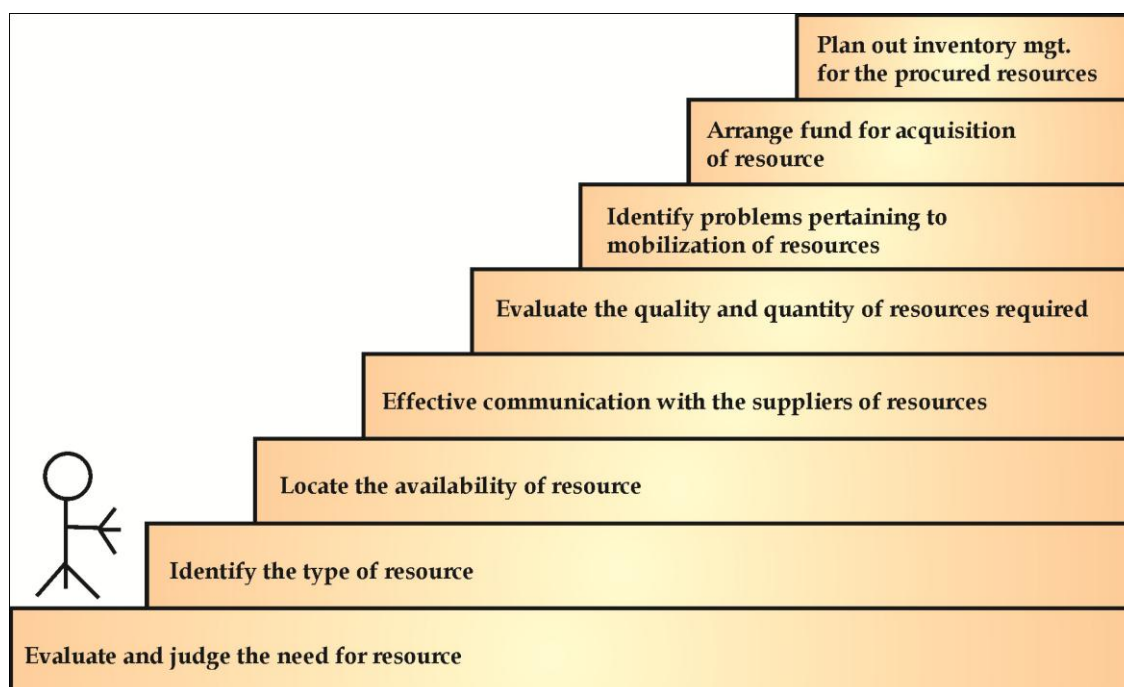 Plan out inventory mgt.
for the procured resources
Arrange fund for acquisition
of resource
Identify problems pertaining to
mobilization of resources
Evaluate the quality and quantity of resources required
Effective communication with the suppliers of resources
Locate the availability of resource
Identify the type of resource
Evaluate and judge the need for resource